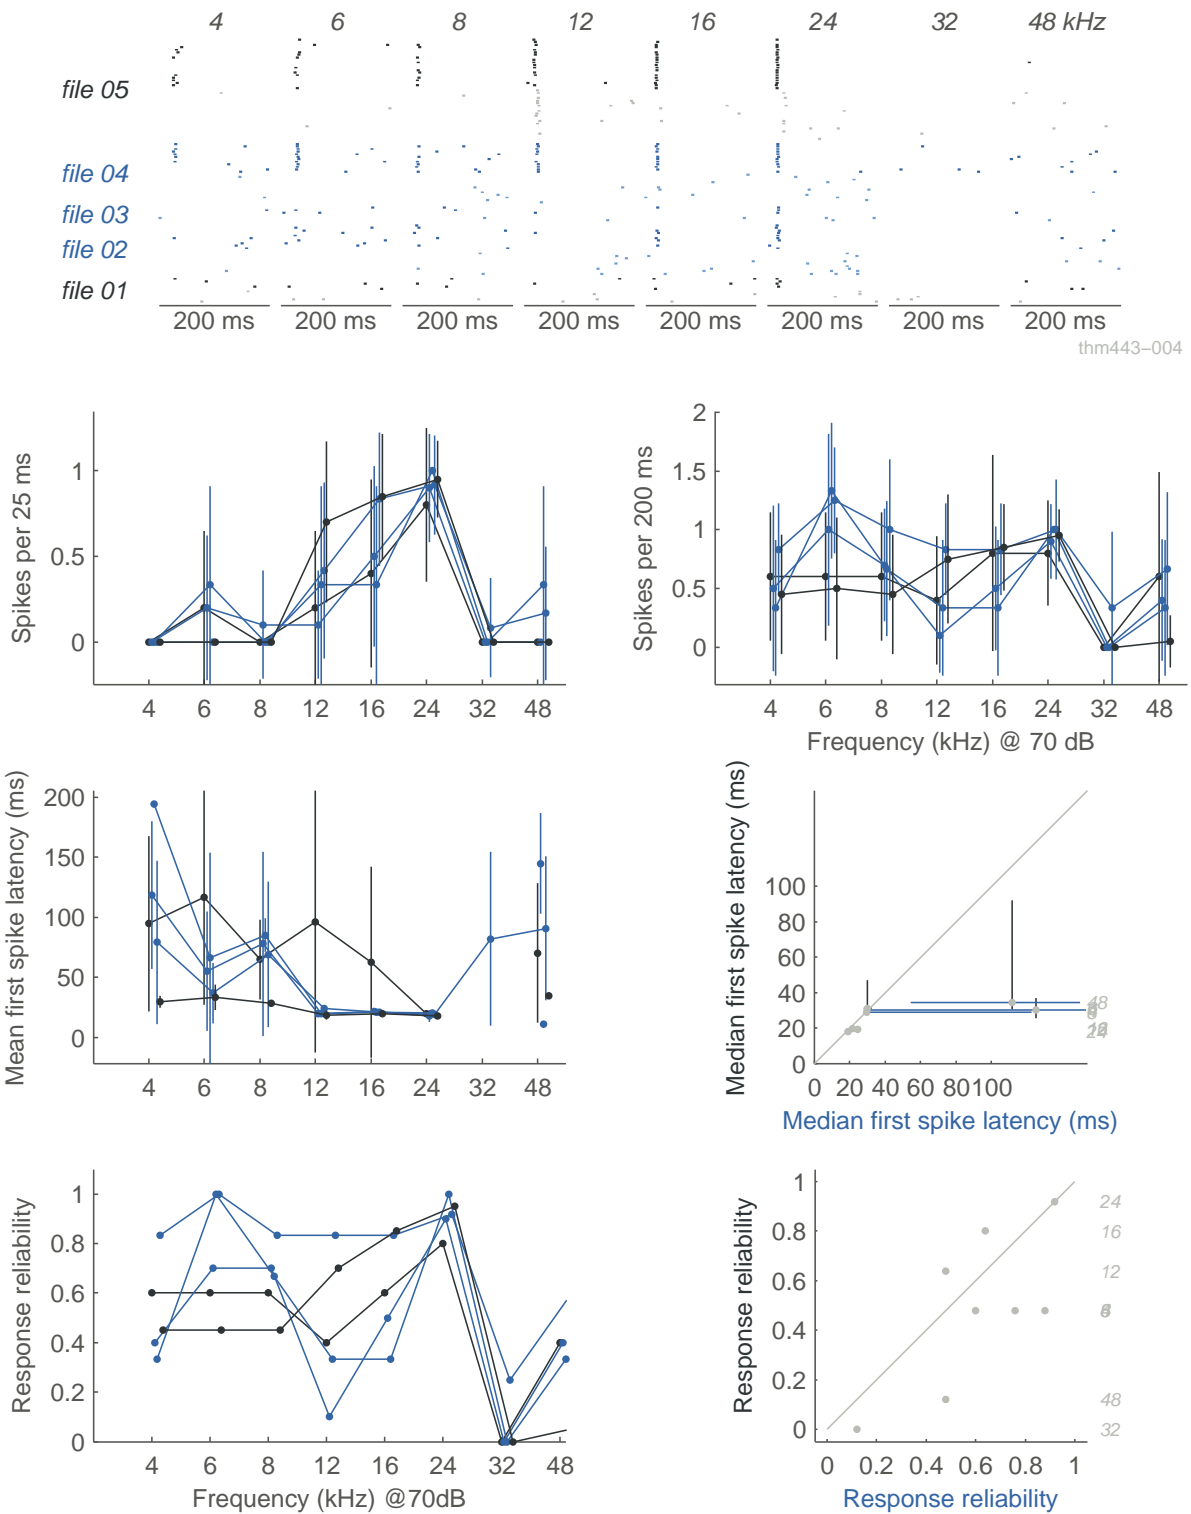 4 6 8 12 16 24 32 48 kHz
file 05
file 04
file 03
file 02
file 01
200 ms 200 ms 200 ms 200 ms 200 ms 200 ms 200 ms 200 ms
thm443–004
Spikes per 25 ms
1
0.5
0
4 6 8 12 16 24 32 48
Spikes per 200 ms
2
1.5
1
0.5
0
4 6 8 12 16 24 32 48
Frequency (kHz) @ 70 dB
Mean first spike latency (ms)
200
150
100
50
0
4 6 8 12 16 24 32 48
Median first spike latency (ms)
100
80
60
40
20
0
48
24
0 20 40 60 80 100
Median first spike latency (ms)
Response reliability
1
0.8
0.6
0.4
0.2
0
4 6 8 12 16 24 32 48
Frequency (kHz) @70dB
Response reliability
1
0.8
0.6
0.4
0.2
0
24
16
12
48
32
0 0.2 0.4 0.6 0.8 1
Response reliability